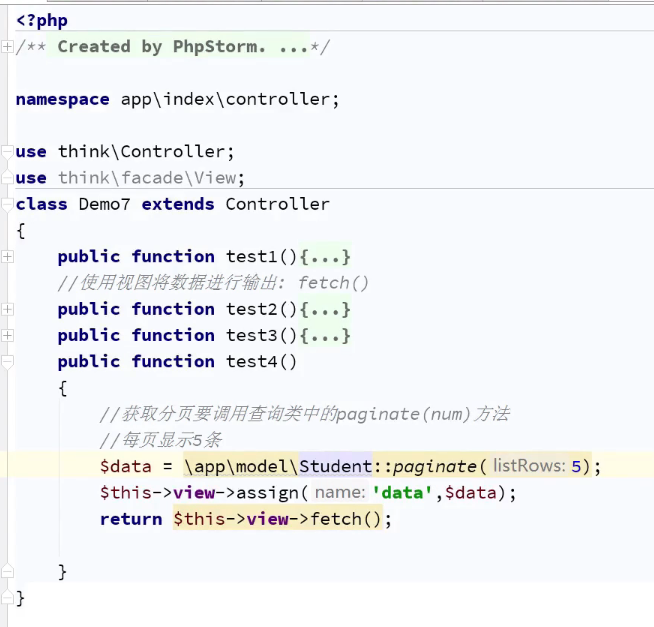 <?php
/** Created by PhpStorm. ...*/
namespace app\index\controller;
use think\Controller;
use think\facade\View;
class Demo7 extends Controller
{
public function test1(){...}
//使用视图将数据进行输出: fetch()
public function test2(){...}
public function test3(){...}
public function test4()
{
//获取分页要调用查询类中的paginate(num)方法
//每页显示5条
$data = \app\model\Student::paginate( listRows: 5);
$this->view->assign( name: 'data',$data);
return $this->view->fetch();
}
}